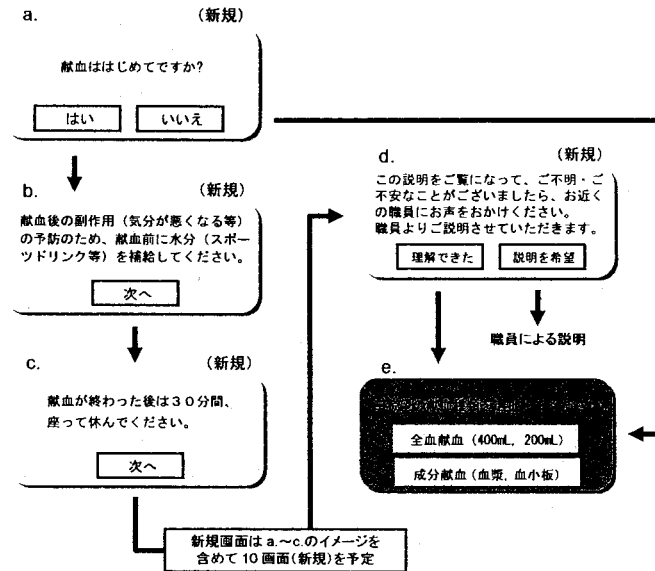 a.
(新規)
献血ははじめてですか?
はい
いいえ
b.
(新規)
献血後の副作用（気分が悪くなる等）
の予防のため、献血前に水分（スポー
ツドリンク等）を補給してください。
次へ
c.
(新規)
献血が終わった後は３０分間、
座って休んでください。
次へ
新規画面は a.～c.のイメージを
含めて 10 画面(新規)を予定
d.
(新規)
この説明をご覧になって、ご不明・ご
不安なことがございましたら、お近く
の職員にお声をおかけください。
職員よりご説明させていただきます。
理解できた
説明を希望
職員による説明
e.
全血献血（400mL, 200mL）
成分献血（血漿, 血小板）